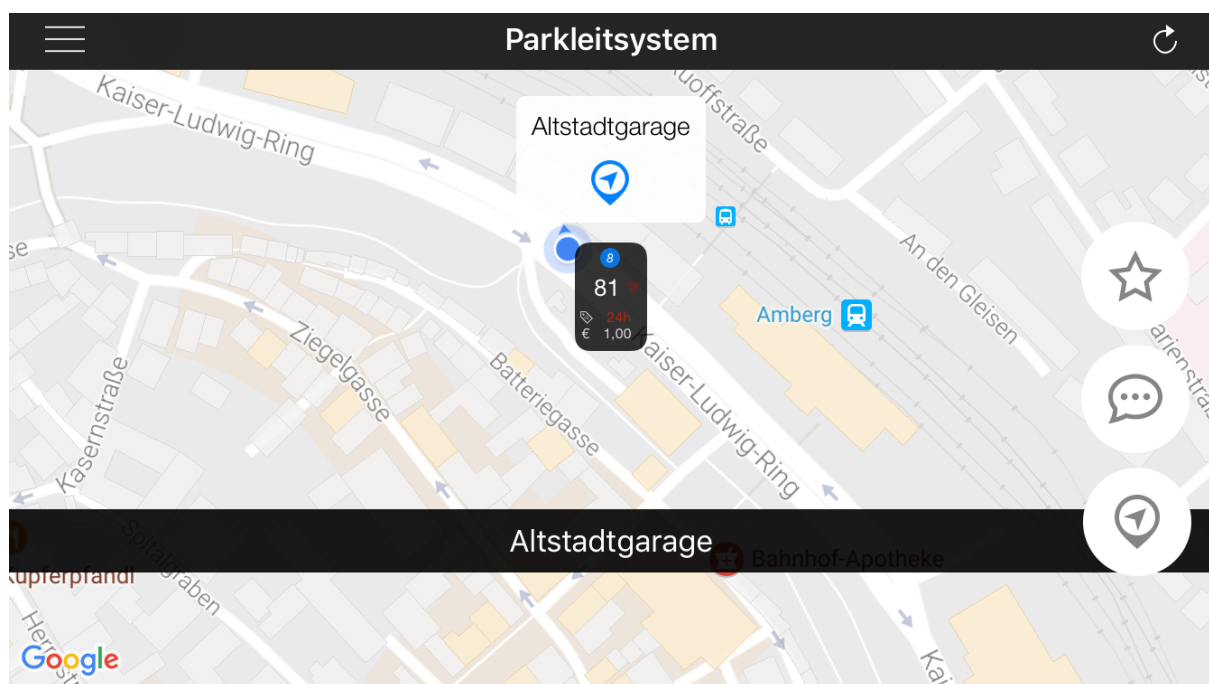 Parkleitsystem
Kaiser-Ludwig-Ring
Ruoffstraße
Altstadtgarage
An den Gleisen
8
81
24h
€ 1,00
Amberg
Ziegelgasse
Batteriegasse
Kaiser-Ludwig-Ring
Kasernstraße
Altstadtgarage
Bahnhof-Apotheke
Spitalgraben
Google